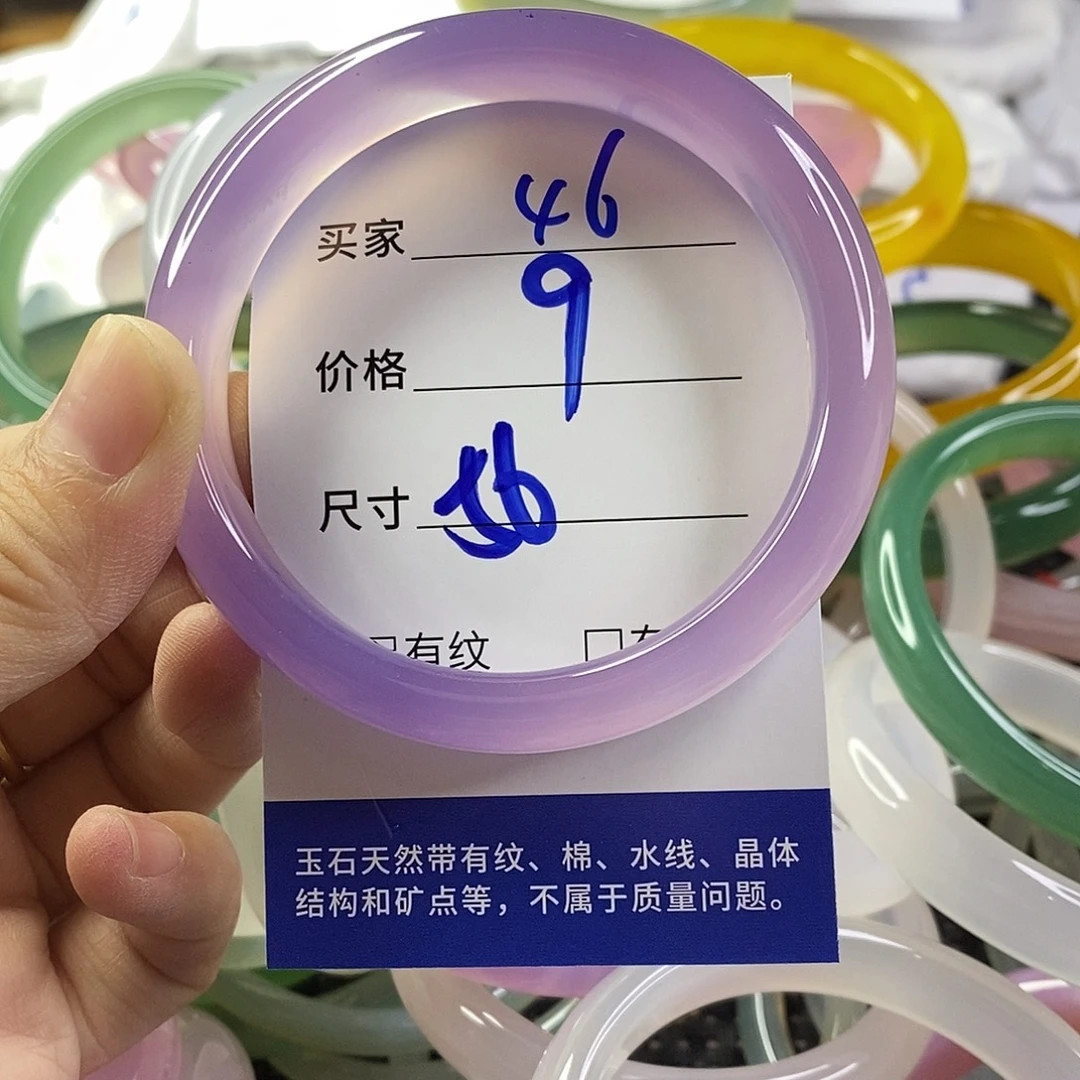 买家 46
价格 9
尺寸 56
有纹 □
玉石天然带有纹、棉、水线、晶体
结构和矿点等，不属于质量问题。